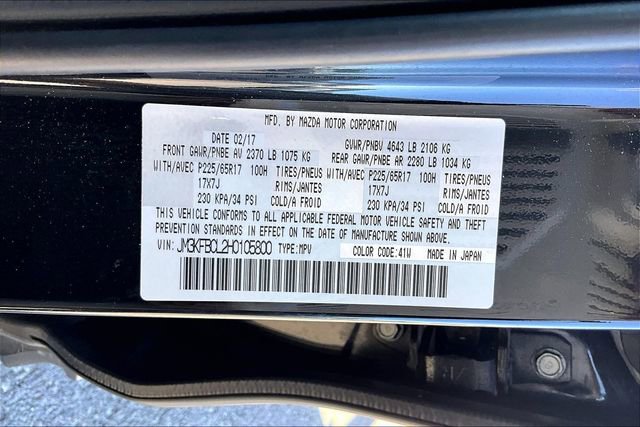 MFD. BY MAZDA MOTOR CORPORATION
DATE 02/17 GVWR/PNBV 4643 LB 2106 KG
FRONT GAWR/PNBE AV 2370 LB 1075 KG REAR GAWR/PNBE AR 2280 LB 1034 KG
WITH/AVEC P225/65R17 100H TIRES/PNEUS WITH/AVEC P225/65R17 100H TIRES/PNEUS
17X7J RIMS/JANTES 17X7J RIMS/JANTES
230 KPA/34 PSI COLD/A FROID 230 KPA/34 PSI COLD/A FROID
THIS VEHICLE CONFORMS TO ALL APPLICABLE FEDERAL MOTOR VEHICLE SAFETY AND THEFT
PREVENTION STANDARDS IN EFFECT ON THE DATE OF MANUFACTURE SHOWN ABOVE.
VIN: JM3KFBCL2H0105800 TYPE:MPV COLOR CODE:41W MADE IN JAPAN